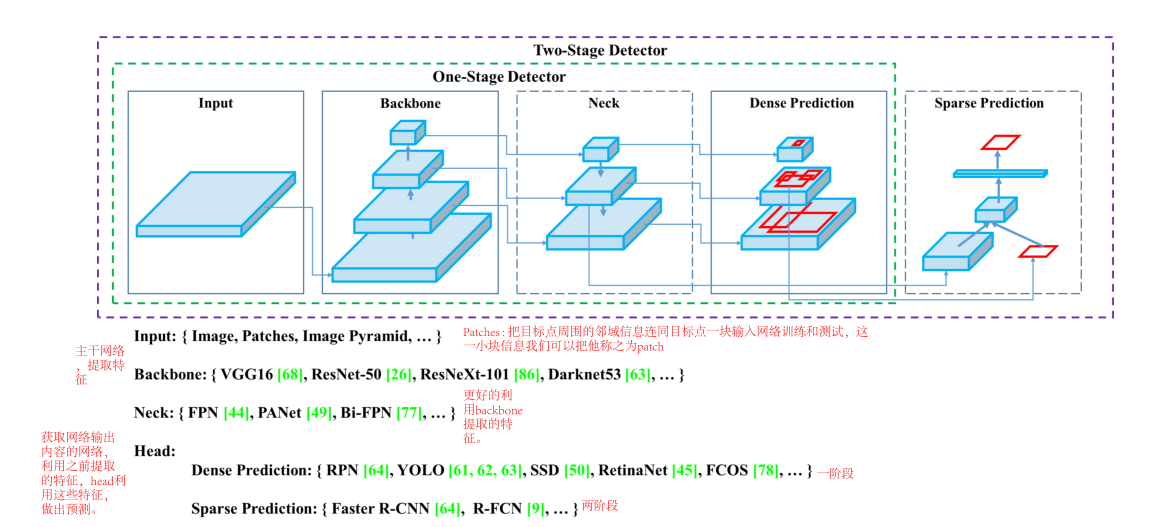 Two-Stage Detector
One-Stage Detector
Input
Backbone
Neck
Dense Prediction
Sparse Prediction
Input: { Image, Patches, Image Pyramid, … }
Patches:把目标点周围的邻域信息连同目标点一块输入网络训练和测试，这
一小块信息我们可以把他称之为patch
主干网络
，提取特
征
Backbone: { VGG16 [68], ResNet-50 [26], ResNeXt-101 [86], Darknet53 [63], … }
Neck: { FPN [44], PANet [49], Bi-FPN [77], … }
更好的利
用backbone
提取的特
征。
获取网络输出
内容的网络，
利用之前提取
的特征，head利
用这些特征，
做出预测。
Head:
Dense Prediction: { RPN [64], YOLO [61, 62, 63], SSD [50], RetinaNet [45], FCOS [78], … }
一阶段
Sparse Prediction: { Faster R-CNN [64], R-FCN [9], … }
两阶段